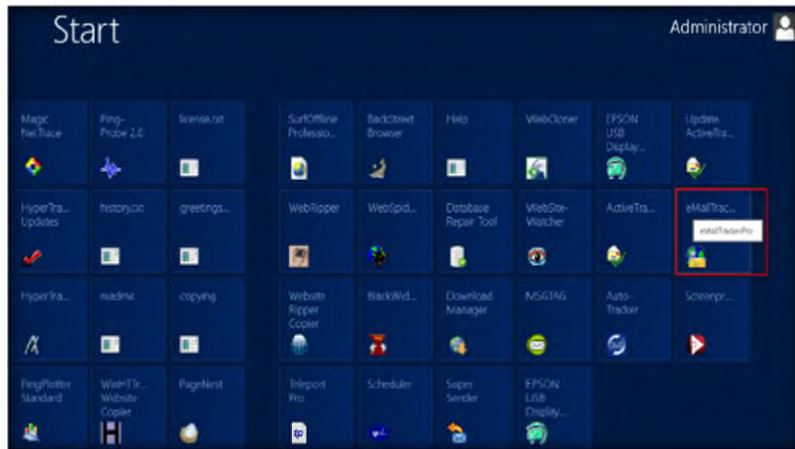 Start
Administrator
Magic
NetTrace
Ping-
Probe 2.0
license.txt
SurfOffline
Professio...
BackStreet
Browser
Help
WebCloner
EPSON
USB
Display...
Update
ActiveTra...
HyperTra...
Updates
history.txt
greetings...
WebRipper
WebSpid...
Database
Repair Tool
WebSite-
Watcher
ActiveTra...
eMailTrac...
eMailTrackerPro
HyperTra...
readme
copying
Website
Ripper
Copier
BlackWid...
Download
Manager
MSGTAG
Auto-
Tracker
Screenpr...
PingPlotter
Standard
WinHTTr...
Website
Copier
PageNest
Teleport
Pro
Scheduler
Super
Sender
EPSON
USB
Display...